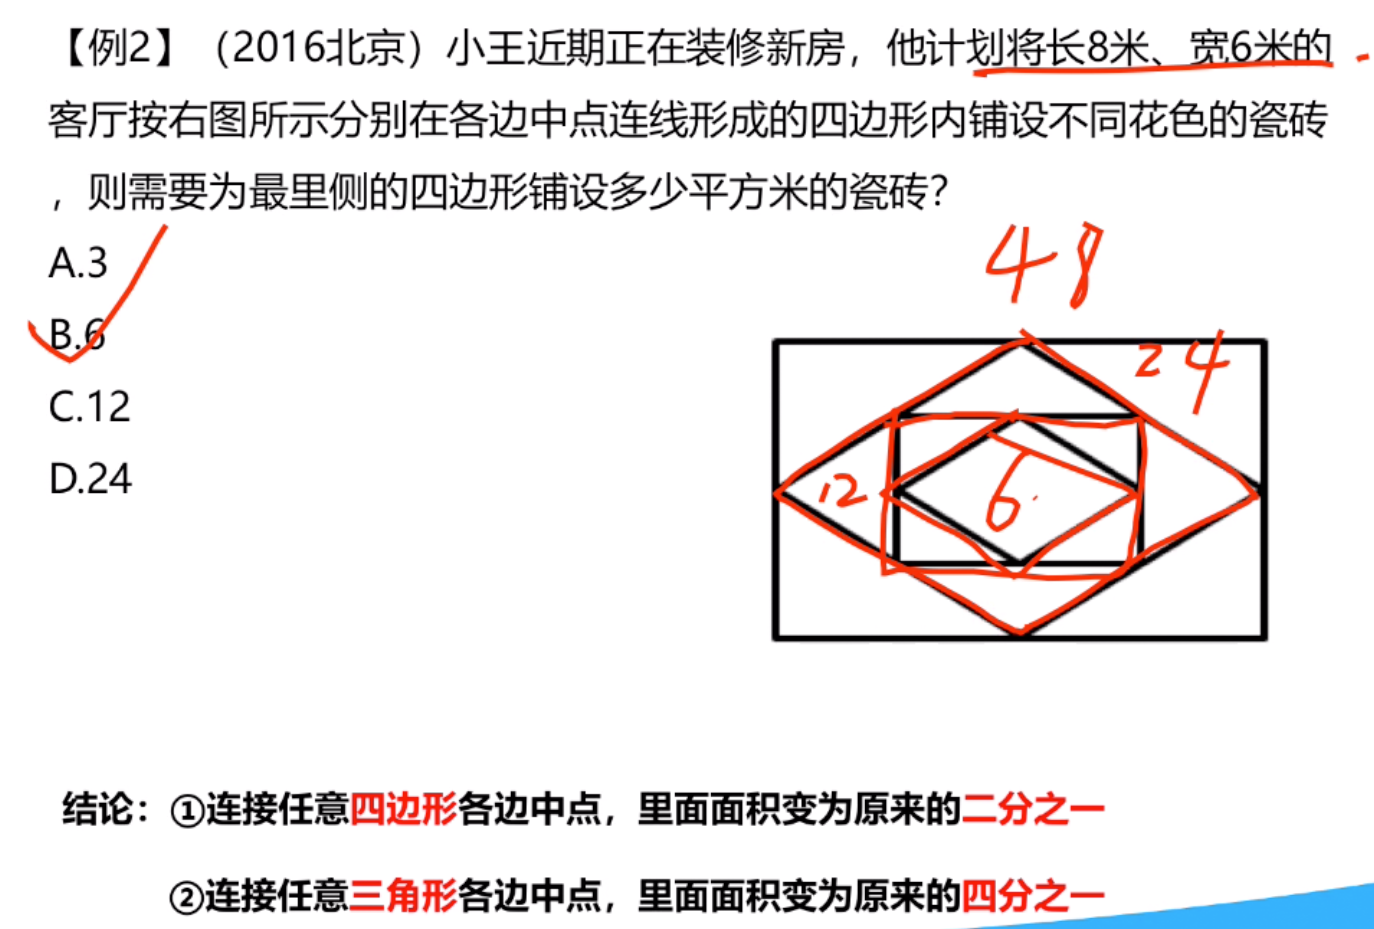 【例2】（2016北京）小王近期正在装修新房，他计划将长8米、宽6米的
客厅按右图所示分别在各边中点连线形成的四边形内铺设不同花色的瓷砖
，则需要为最里侧的四边形铺设多少平方米的瓷砖？
A.3
B.6
C.12
D.24
48
24
12
6
结论：①连接任意四边形各边中点，里面面积变为原来的二分之一
②连接任意三角形各边中点，里面面积变为原来的四分之一